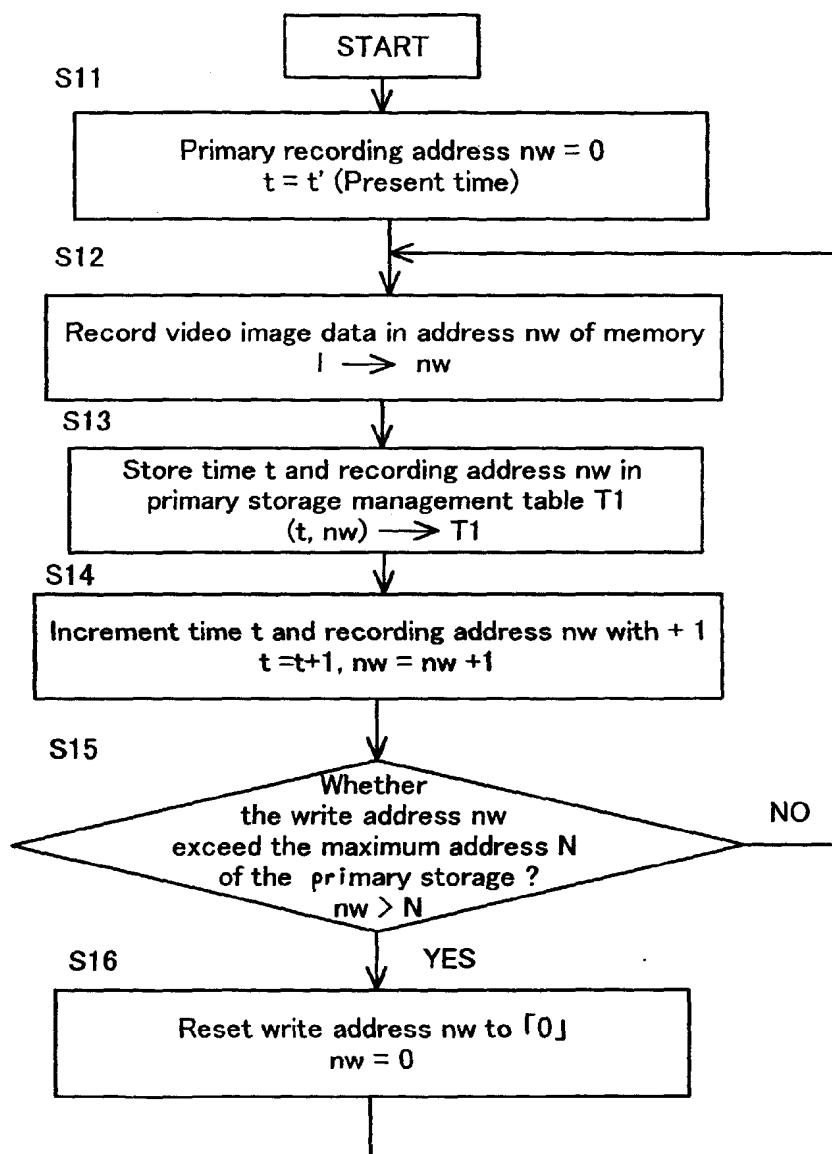 START
S11
Primary recording address nw = 0
t = t' (Present time)
S12
Record video image data in address nw of memory
I → nw
S13
Store time t and recording address nw in
primary storage management table T1
(t, nw) → T1
S14
Increment time t and recording address nw with + 1
t =t+1, nw = nw +1
S15
Whether
the write address nw
exceed the maximum address N
of the primary storage ?
nw > N
NO
YES
S16
Reset write address nw to 「0」
nw = 0